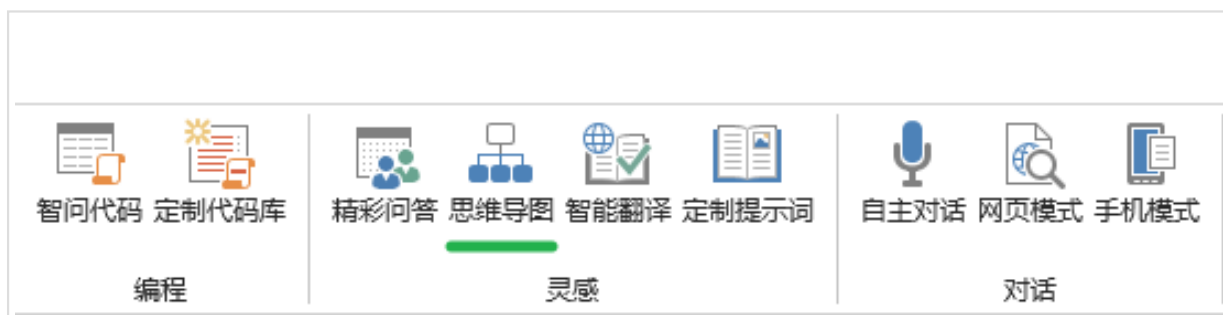 智问代码 定制代码库 精彩问答 思维导图 智能翻译 定制提示词 自主对话 网页模式 手机模式
编程 灵感 对话